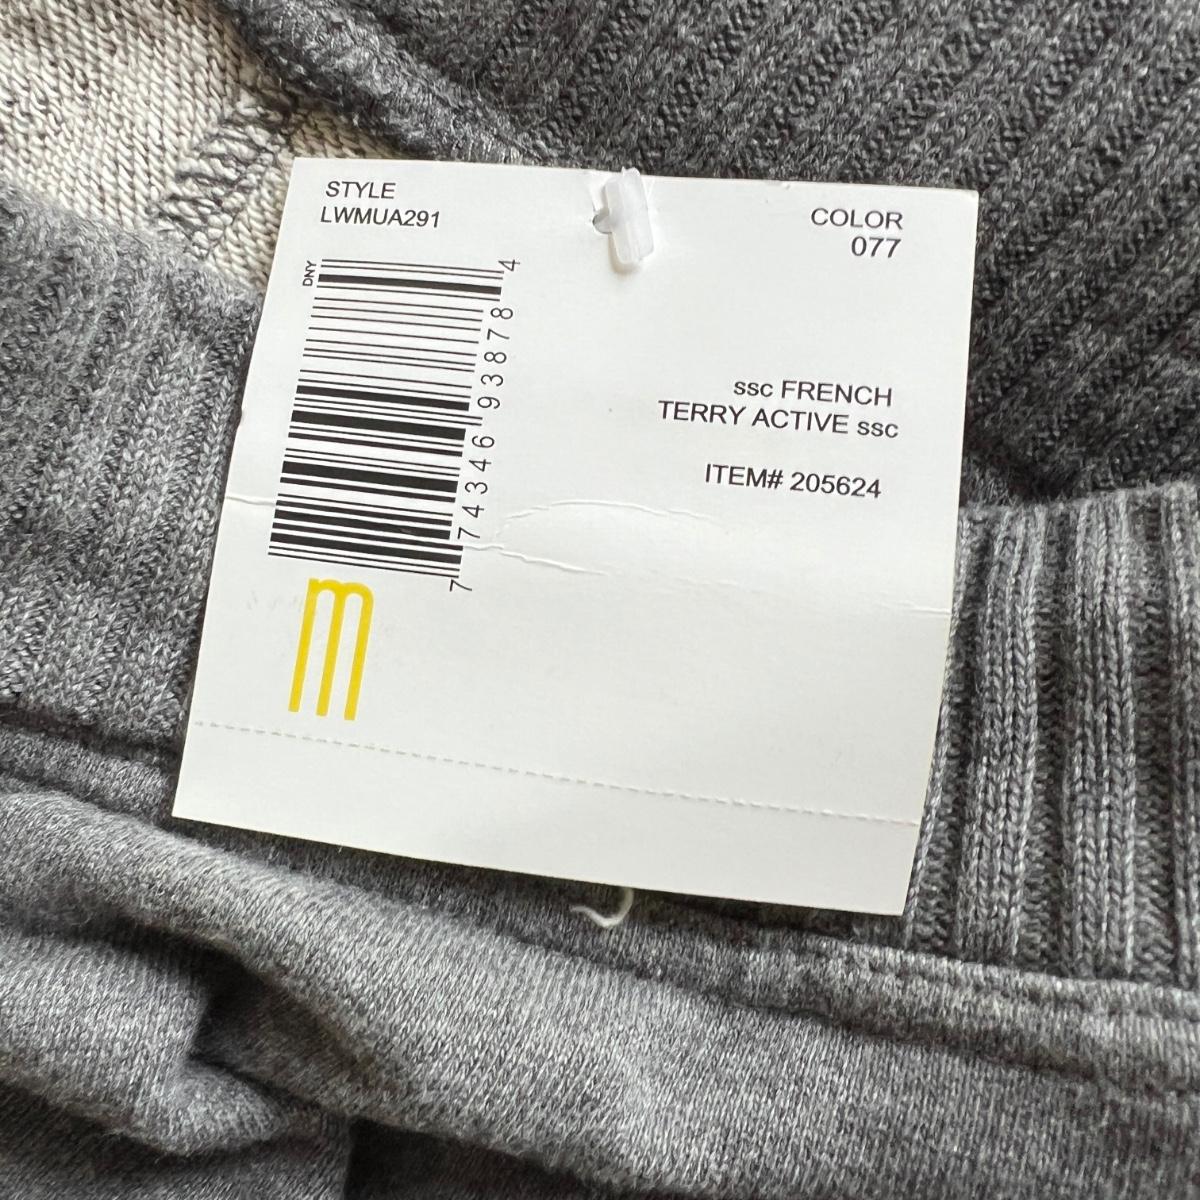 STYLE
LWMUA291
COLOR
077
DNY
7 74346 93878 4
ssc FRENCH
TERRY ACTIVE ssc
ITEM# 205624
m